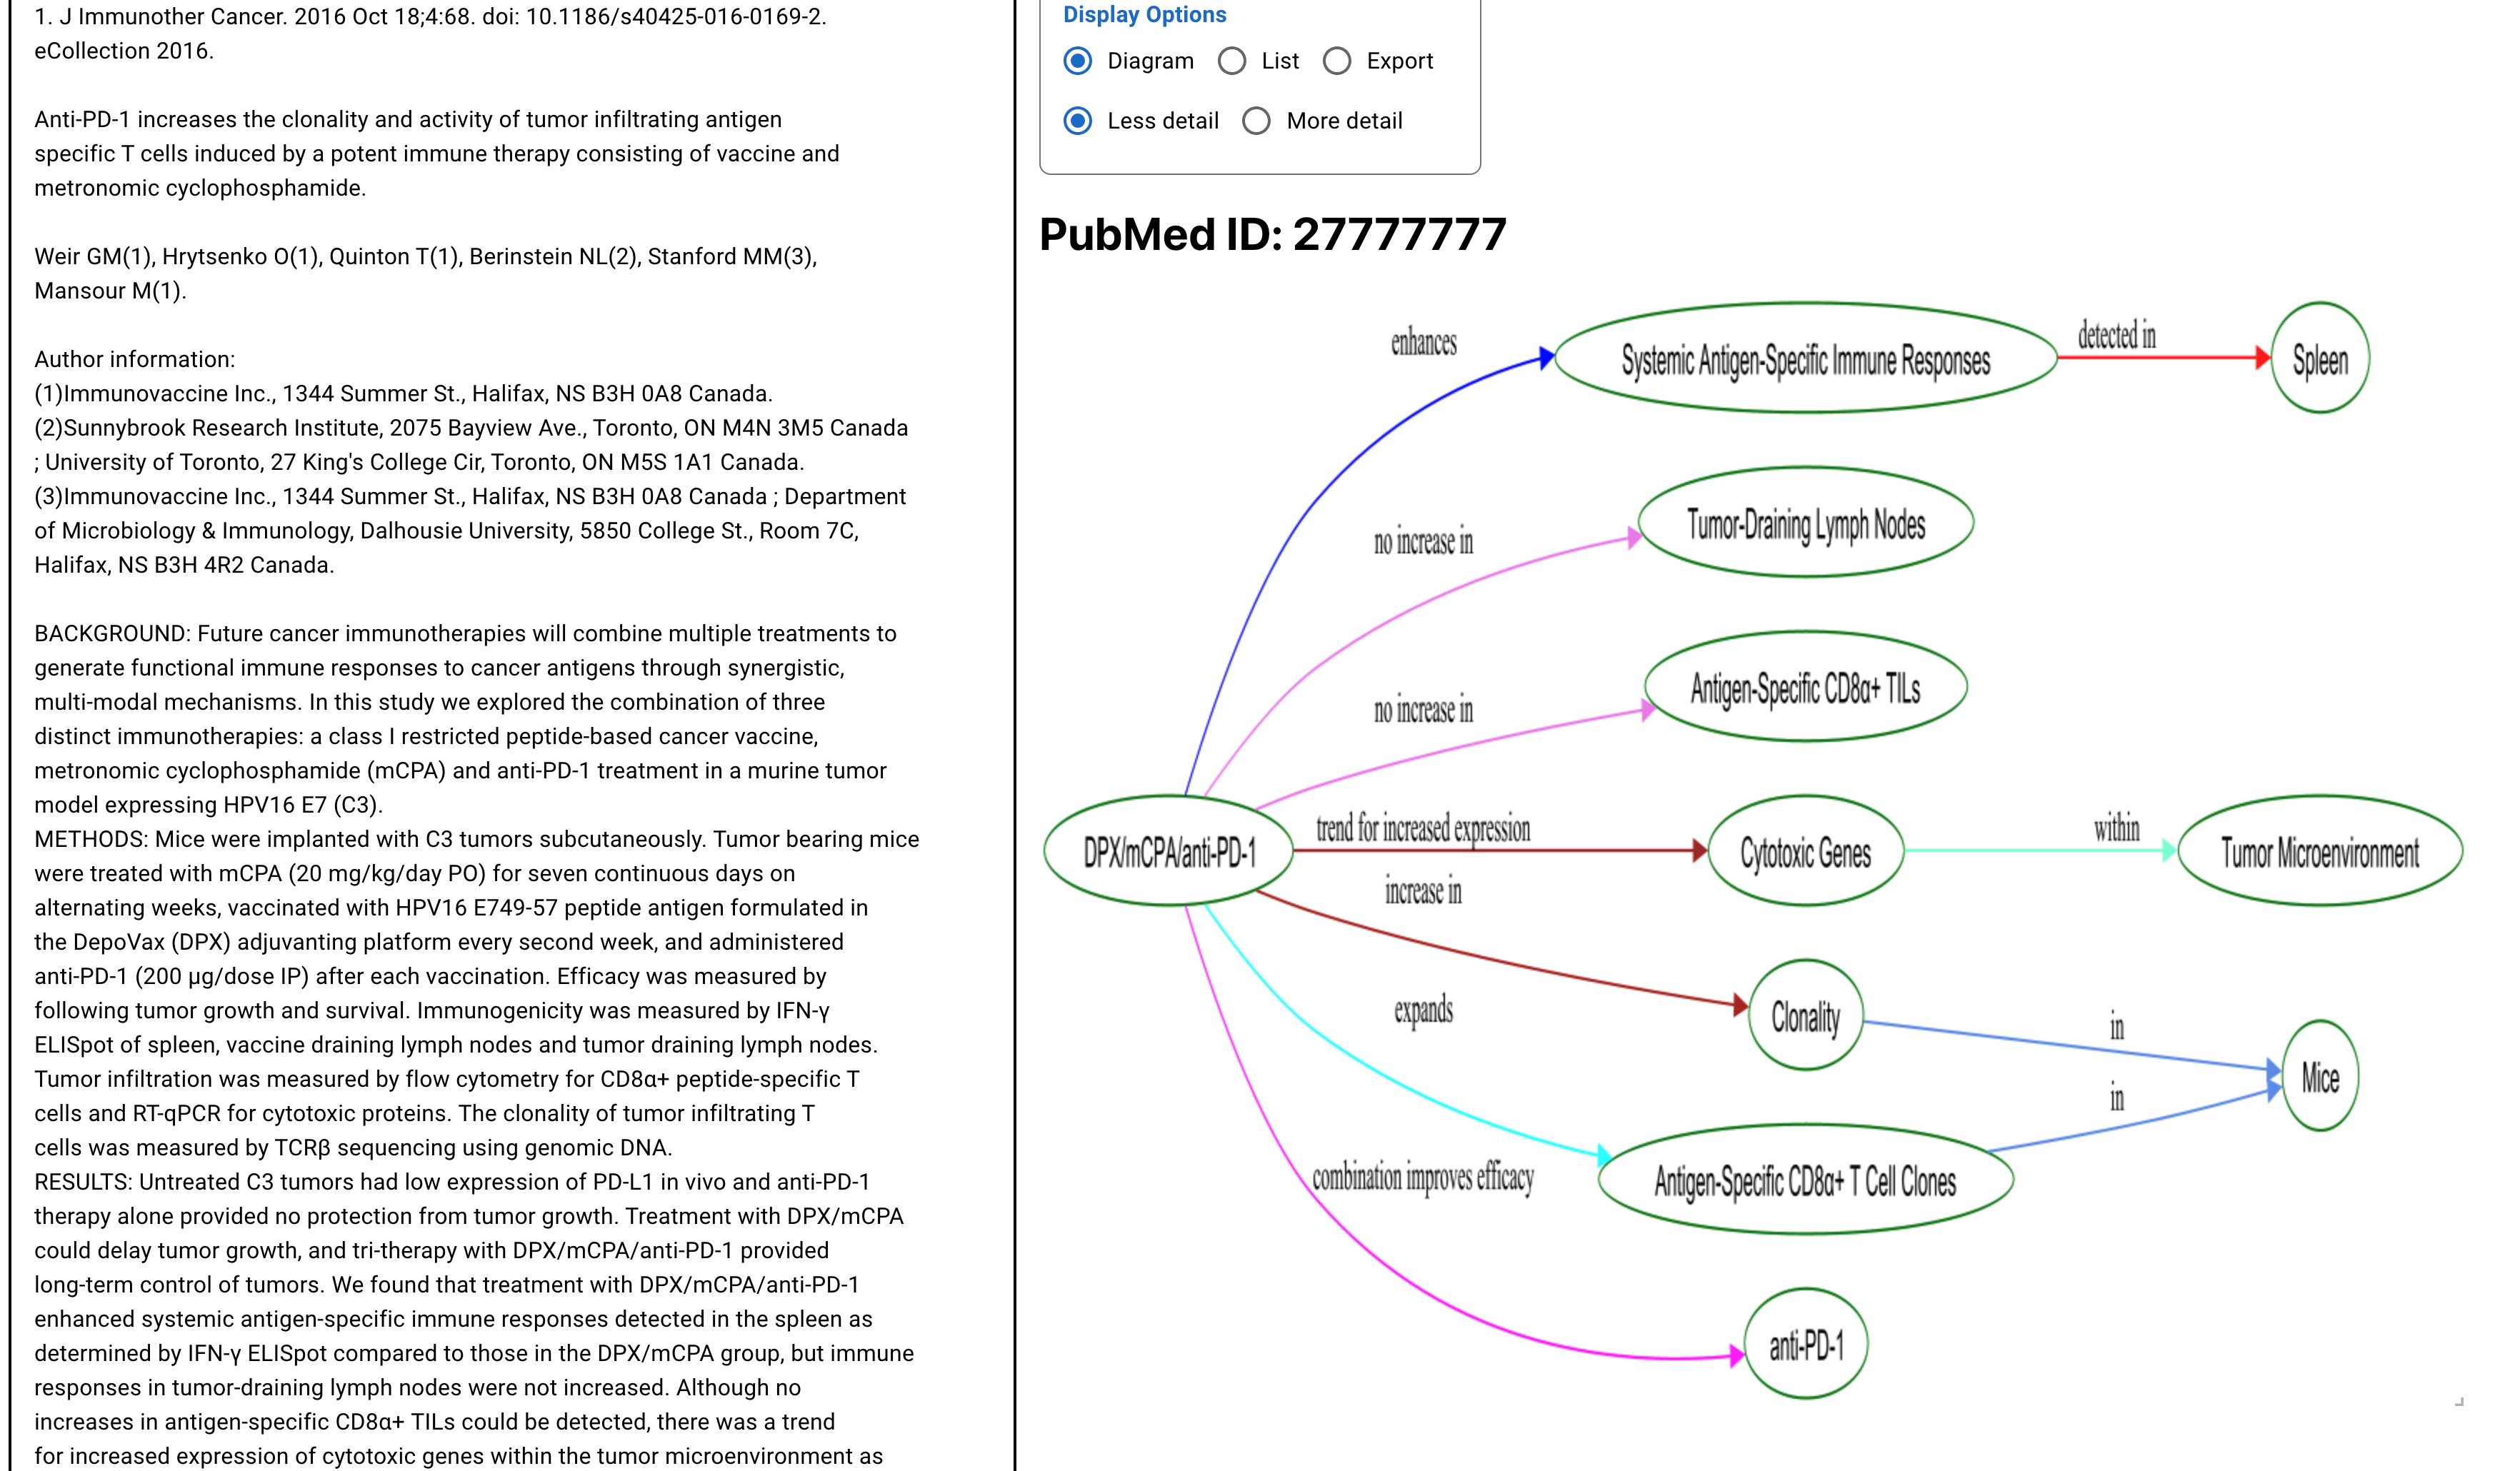 1. J Immunother Cancer. 2016 Oct 18;4:68. doi: 10.1186/s40425-016-0169-2.
eCollection 2016.
Anti-PD-1 increases the clonality and activity of tumor infiltrating antigen
specific T cells induced by a potent immune therapy consisting of vaccine and
metronomic cyclophosphamide.
Weir GM(1), Hrytsenko O(1), Quinton T(1), Berinstein NL(2), Stanford MM(3),
Mansour M(1).
Author information:
(1)Immunovaccine Inc., 1344 Summer St., Halifax, NS B3H 0A8 Canada.
(2)Sunnybrook Research Institute, 2075 Bayview Ave., Toronto, ON M4N 3M5 Canada
; University of Toronto, 27 King's College Cir, Toronto, ON M5S 1A1 Canada.
(3)Immunovaccine Inc., 1344 Summer St., Halifax, NS B3H 0A8 Canada ; Department
of Microbiology & Immunology, Dalhousie University, 5850 College St., Room 7C,
Halifax, NS B3H 4R2 Canada.
BACKGROUND: Future cancer immunotherapies will combine multiple treatments to
generate functional immune responses to cancer antigens through synergistic,
multi-modal mechanisms. In this study we explored the combination of three
distinct immunotherapies: a class I restricted peptide-based cancer vaccine,
metronomic cyclophosphamide (mCPA) and anti-PD-1 treatment in a murine tumor
model expressing HPV16 E7 (C3).
METHODS: Mice were implanted with C3 tumors subcutaneously. Tumor bearing mice
were treated with mCPA (20 mg/kg/day PO) for seven continuous days on
alternating weeks, vaccinated with HPV16 E749-57 peptide antigen formulated in
the DepoVax (DPX) adjuvanting platform every second week, and administered
anti-PD-1 (200 μg/dose IP) after each vaccination. Efficacy was measured by
following tumor growth and survival. Immunogenicity was measured by IFN-γ
ELISpot of spleen, vaccine draining lymph nodes and tumor draining lymph nodes.
Tumor infiltration was measured by flow cytometry for CD8α+ peptide-specific T
cells and RT-qPCR for cytotoxic proteins. The clonality of tumor infiltrating T
cells was measured by TCRβ sequencing using genomic DNA.
RESULTS: Untreated C3 tumors had low expression of PD-L1 in vivo and anti-PD-1
therapy alone provided no protection from tumor growth. Treatment with DPX/mCPA
could delay tumor growth, and tri-therapy with DPX/mCPA/anti-PD-1 provided
long-term control of tumors. We found that treatment with DPX/mCPA/anti-PD-1
enhanced systemic antigen-specific immune responses detected in the spleen as
determined by IFN-γ ELISpot compared to those in the DPX/mCPA group, but immune
responses in tumor-draining lymph nodes were not increased. Although no
increases in antigen-specific CD8α+ TILs could be detected, there was a trend
for increased expression of cytotoxic genes within the tumor microenvironment as
Display Options
Diagram List Export
Less detail More detail
PubMed ID: 27777777
enhances
Systemic Antigen-Specific Immune Responses
detected in
Spleen
no increase in
Tumor-Draining Lymph Nodes
no increase in
Antigen-Specific CD8α+ TILs
DPX/mCPA/anti-PD-1
trend for increased expression
Cytotoxic Genes
within
Tumor Microenvironment
increase in
Clonality
in
Mice
expands
in
Antigen-Specific CD8α+ T Cell Clones
combination improves efficacy
anti-PD-1